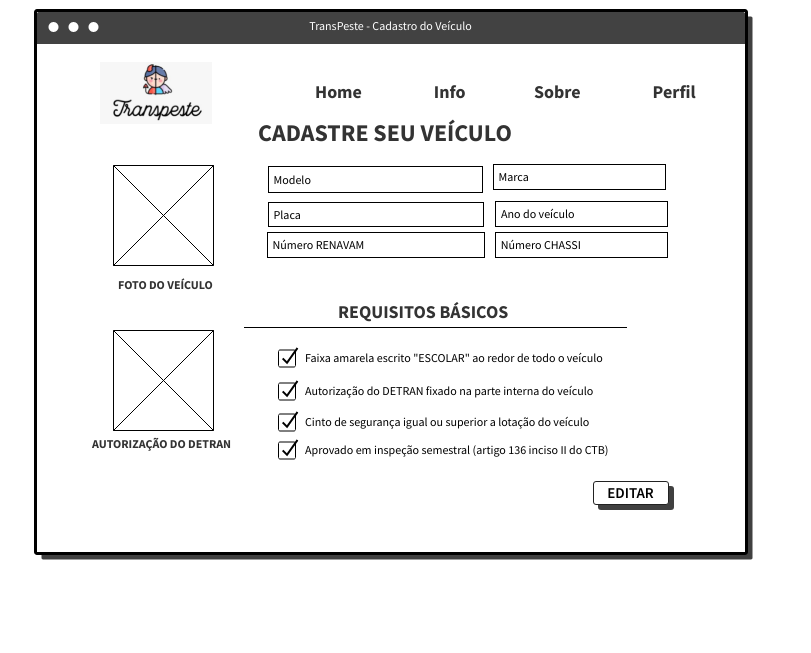 TransPeste - Cadastro do Veículo
Transpeste
Home Info Sobre Perfil
CADASTRE SEU VEÍCULO
Modelo Marca
Placa Ano do veículo
Número RENAVAM Número CHASSI
FOTO DO VEÍCULO
REQUISITOS BÁSICOS
Faixa amarela escrito "ESCOLAR" ao redor de todo o veículo
Autorização do DETRAN fixado na parte interna do veículo
Cinto de segurança igual ou superior a lotação do veículo
AUTORIZAÇÃO DO DETRAN
Aprovado em inspeção semestral (artigo 136 inciso II do CTB)
EDITAR